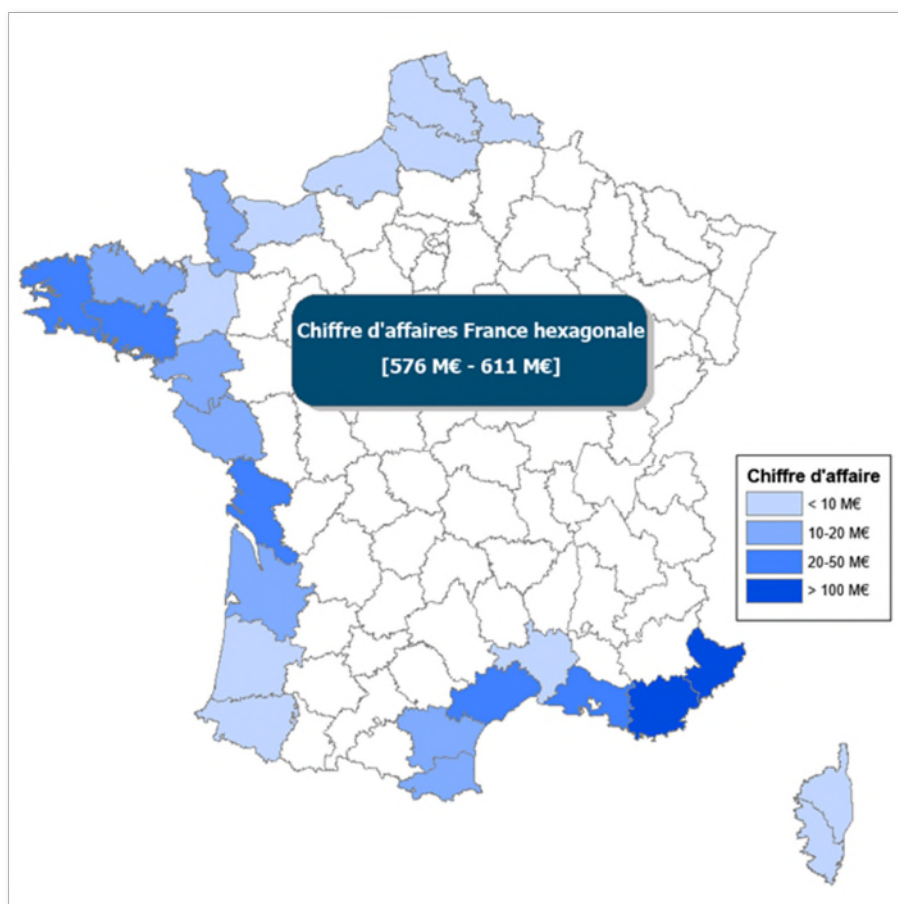 Chiffre d'affaires France hexagonale
[576 M€ - 611 M€]
Chiffre d'affaire
< 10 M€
10-20 M€
20-50 M€
> 100 M€